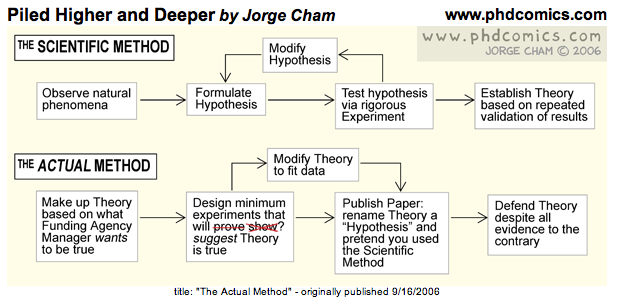 Piled Higher and Deeper by Jorge Cham
www.phdcomics.com
www.phdcomics.com
JORGE CHAM © 2006
THE SCIENTIFIC METHOD
Modify
Hypothesis
Observe natural
phenomena
Formulate
Hypothesis
Test hypothesis
via rigorous
Experiment
Establish Theory
based on repeated
validation of results
THE ACTUAL METHOD
Modify Theory
to fit data
Make up Theory
based on what
Funding Agency
Manager wants
to be true
Design minimum
experiments that
will prove show?
suggest Theory
is true
Publish Paper:
rename Theory a
“Hypothesis” and
pretend you used
the Scientific
Method
Defend Theory
despite all
evidence to the
contrary
title: "The Actual Method" - originally published 9/16/2006